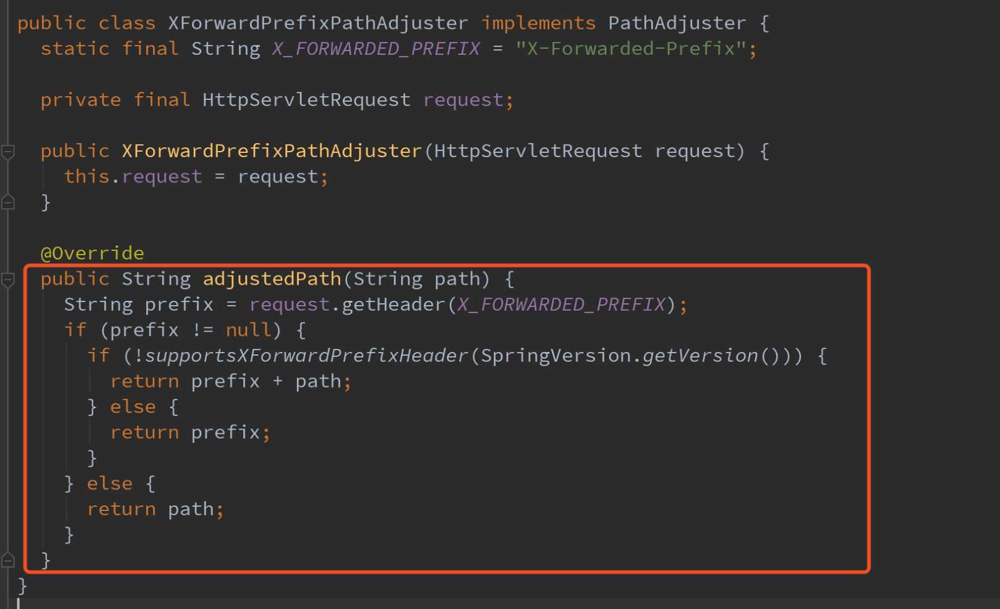 public class XForwardPrefixPathAdjuster implements PathAdjuster {
static final String X_FORWARDED_PREFIX = "X-Forwarded-Prefix";
private final HttpServletRequest request;
public XForwardPrefixPathAdjuster(HttpServletRequest request) {
this.request = request;
}
@Override
public String adjustedPath(String path) {
String prefix = request.getHeader(X_FORWARDED_PREFIX);
if (prefix != null) {
if (!supportsXForwardPrefixHeader(SpringVersion.getVersion())) {
return prefix + path;
} else {
return prefix;
}
} else {
return path;
}
}
}